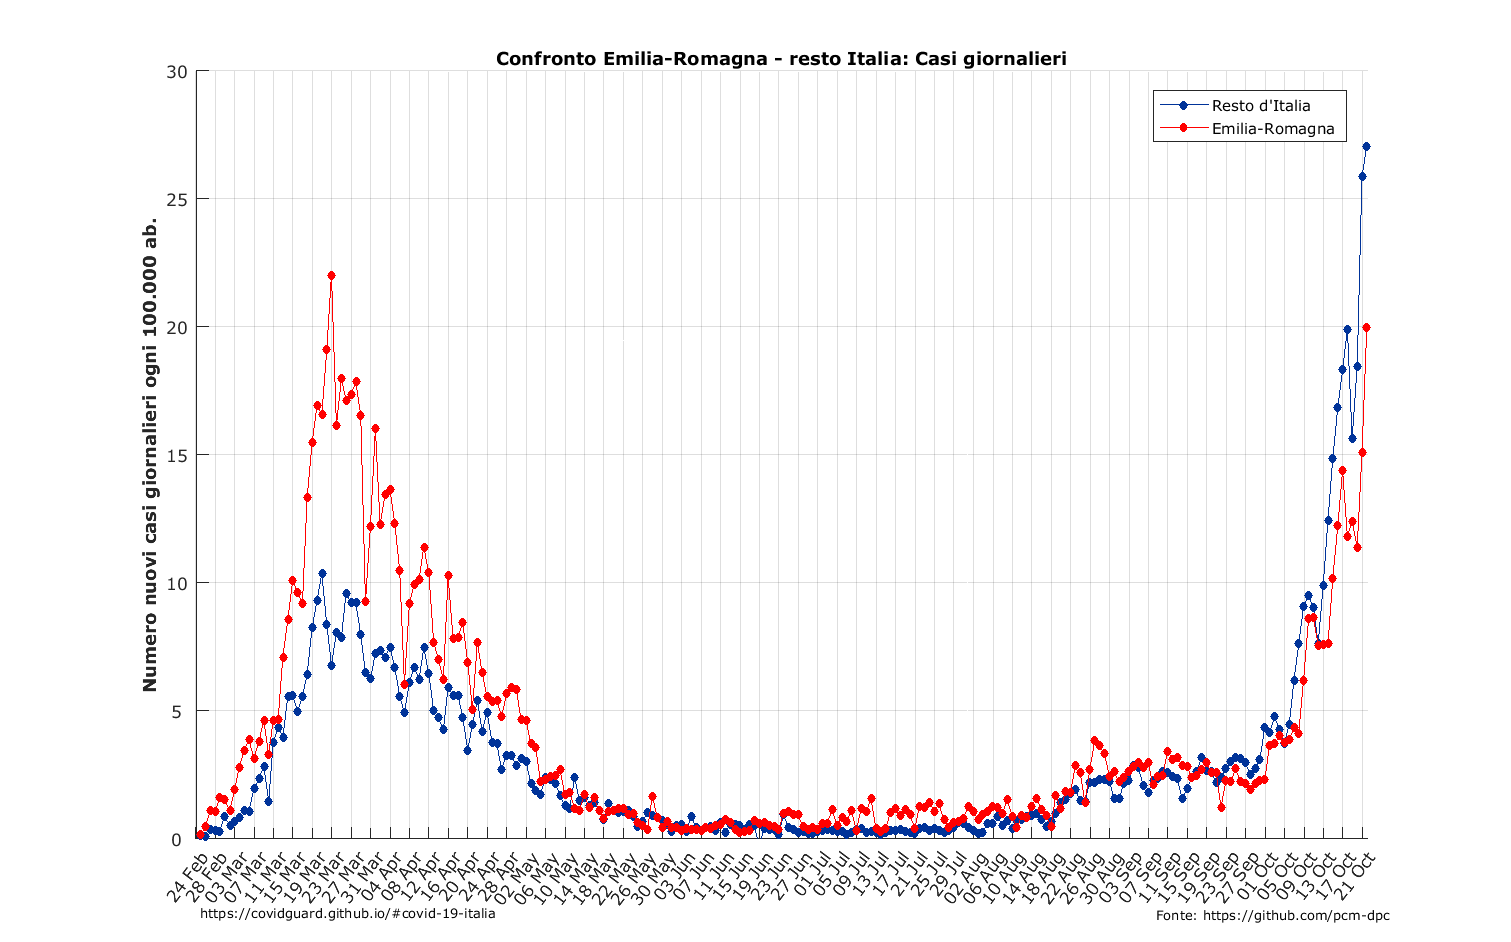 Confronto Emilia-Romagna - resto Italia: Casi giornalieri
Numero nuovi casi giornalieri ogni 100.000 ab.
30
25
20
15
10
5
0
Resto d'Italia
Emilia-Romagna
24 Feb
28 Feb
03 Mar
07 Mar
11 Mar
15 Mar
19 Mar
23 Mar
27 Mar
31 Mar
04 Apr
08 Apr
12 Apr
16 Apr
20 Apr
24 Apr
28 Apr
02 May
06 May
10 May
14 May
18 May
22 May
26 May
30 May
03 Jun
07 Jun
11 Jun
15 Jun
19 Jun
23 Jun
27 Jun
01 Jul
05 Jul
09 Jul
13 Jul
17 Jul
21 Jul
25 Jul
29 Jul
02 Aug
06 Aug
10 Aug
14 Aug
18 Aug
22 Aug
26 Aug
30 Aug
03 Sep
07 Sep
11 Sep
15 Sep
19 Sep
23 Sep
27 Sep
01 Oct
05 Oct
09 Oct
13 Oct
17 Oct
21 Oct
https://covidguard.github.io/#covid-19-italia
Fonte: https://github.com/pcm-dpc